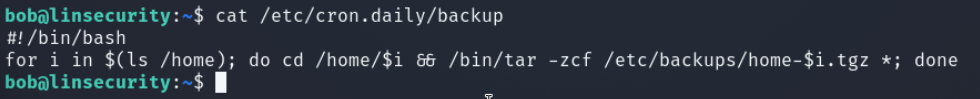 bob@linsecurity:~$ cat /etc/cron.daily/backup
#!/bin/bash
for i in $(ls /home); do cd /home/$i && /bin/tar -zcf /etc/backups/home-$i.tgz *; done
bob@linsecurity:~$